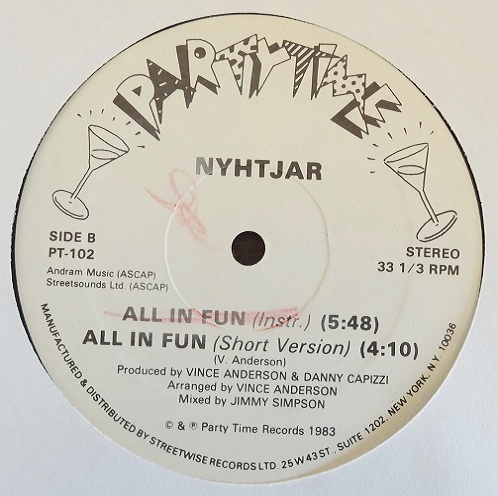 PARTYTIME
NYHTJAR
SIDE B
PT-102
STEREO
33 1/3 RPM
Andram Music (ASCAP)
Streetsounds Ltd. (ASCAP)
ALL IN FUN (Instr.) (5:48)
ALL IN FUN (Short Version) (4:10)
(V. Anderson)
Produced by VINCE ANDERSON & DANNY CAPIZZI
Arranged by VINCE ANDERSON
Mixed by JIMMY SIMPSON
© & ℗ Party Time Records 1983
MANUFACTURED & DISTRIBUTED BY STREETWISE RECORDS LTD. 25 W 43 ST., SUITE 1202, NEW YORK, N.Y. 10036